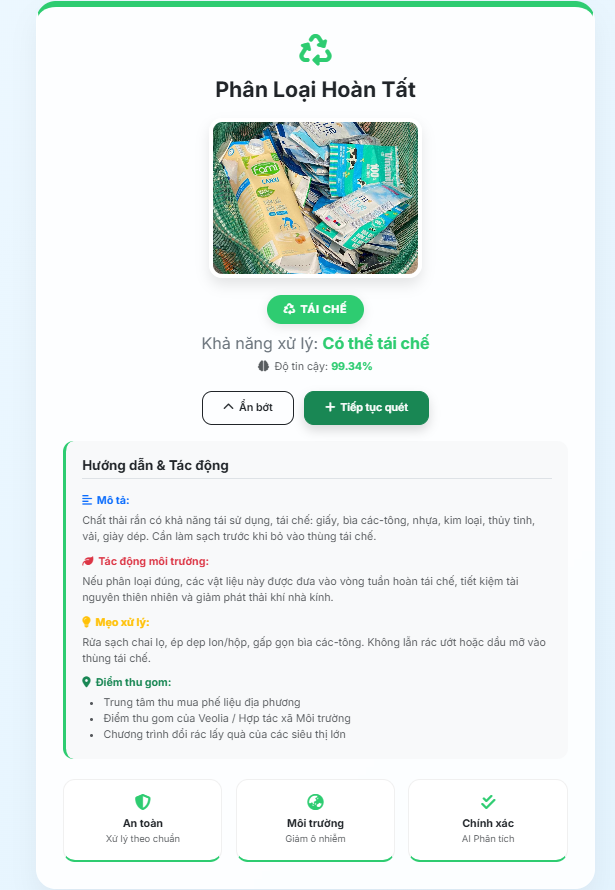 Phân Loại Hoàn Tất
Fami
CANXI
100%
TÁI CHẾ
Khả năng xử lý: Có thể tái chế
Độ tin cậy: 99.34%
Ẩn bớt
Tiếp tục quét
Hướng dẫn & Tác động
Mô tả:
Chất thải rắn có khả năng tái sử dụng, tái chế: giấy, bìa các-tông, nhựa, kim loại, thủy tinh,
vải, giày dép. Cần làm sạch trước khi bỏ vào thùng tái chế.
Tác động môi trường:
Nếu phân loại đúng, các vật liệu này được đưa vào vòng tuần hoàn tái chế, tiết kiệm tài
nguyên thiên nhiên và giảm phát thải khí nhà kính.
Mẹo xử lý:
Rửa sạch chai lọ, ép dẹp lon/hộp, gấp gọn bìa các-tông. Không lẫn rác ướt hoặc dầu mỡ vào
thùng tái chế.
Điểm thu gom:
Trung tâm thu mua phế liệu địa phương
Điểm thu gom của Veolia / Hợp tác xã Môi trường
Chương trình đổi rác lấy quà của các siêu thị lớn
An toàn
Xử lý theo chuẩn
Môi trường
Giảm ô nhiễm
Chính xác
AI Phân tích